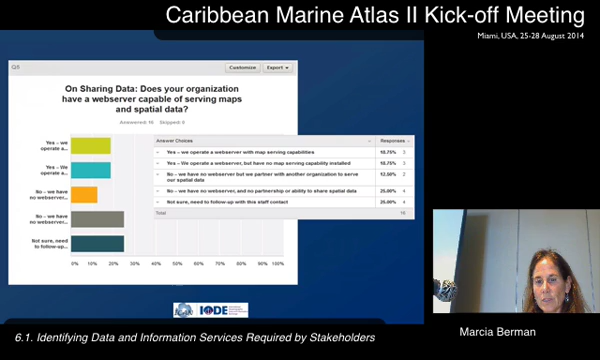 Caribbean Marine Atlas II Kick-off Meeting
Miami, USA, 25-28 August 2014
Q9
Customize
Export
On Sharing Data: Does your organization
have a webserver capable of serving maps
and spatial data?
Answered: 16 Skipped: 0
Yes – we
operate a...
Yes – We
operate a...
No – we have
no webserver...
No – we have
no webserver...
Not sure, need
to follow-up...
0% 10% 20% 30% 40% 50% 60% 70% 80% 90% 100%
Answer Choices Responses
Yes – we operate a webserver with map serving capabilities 18.75% 3
Yes – We operate a webserver, but have no map serving capability installed 18.75% 3
No – we have no webserver but we partner with another organization to serve
our spatial data 12.50% 2
No – we have no webserver, and no partnership or ability to share spatial data 25.00% 4
Not sure, need to follow-up with this staff contact 25.00% 4
Total 16
ICAN
IODE
6.1. Identifying Data and Information Services Required by Stakeholders
Marcia Berman